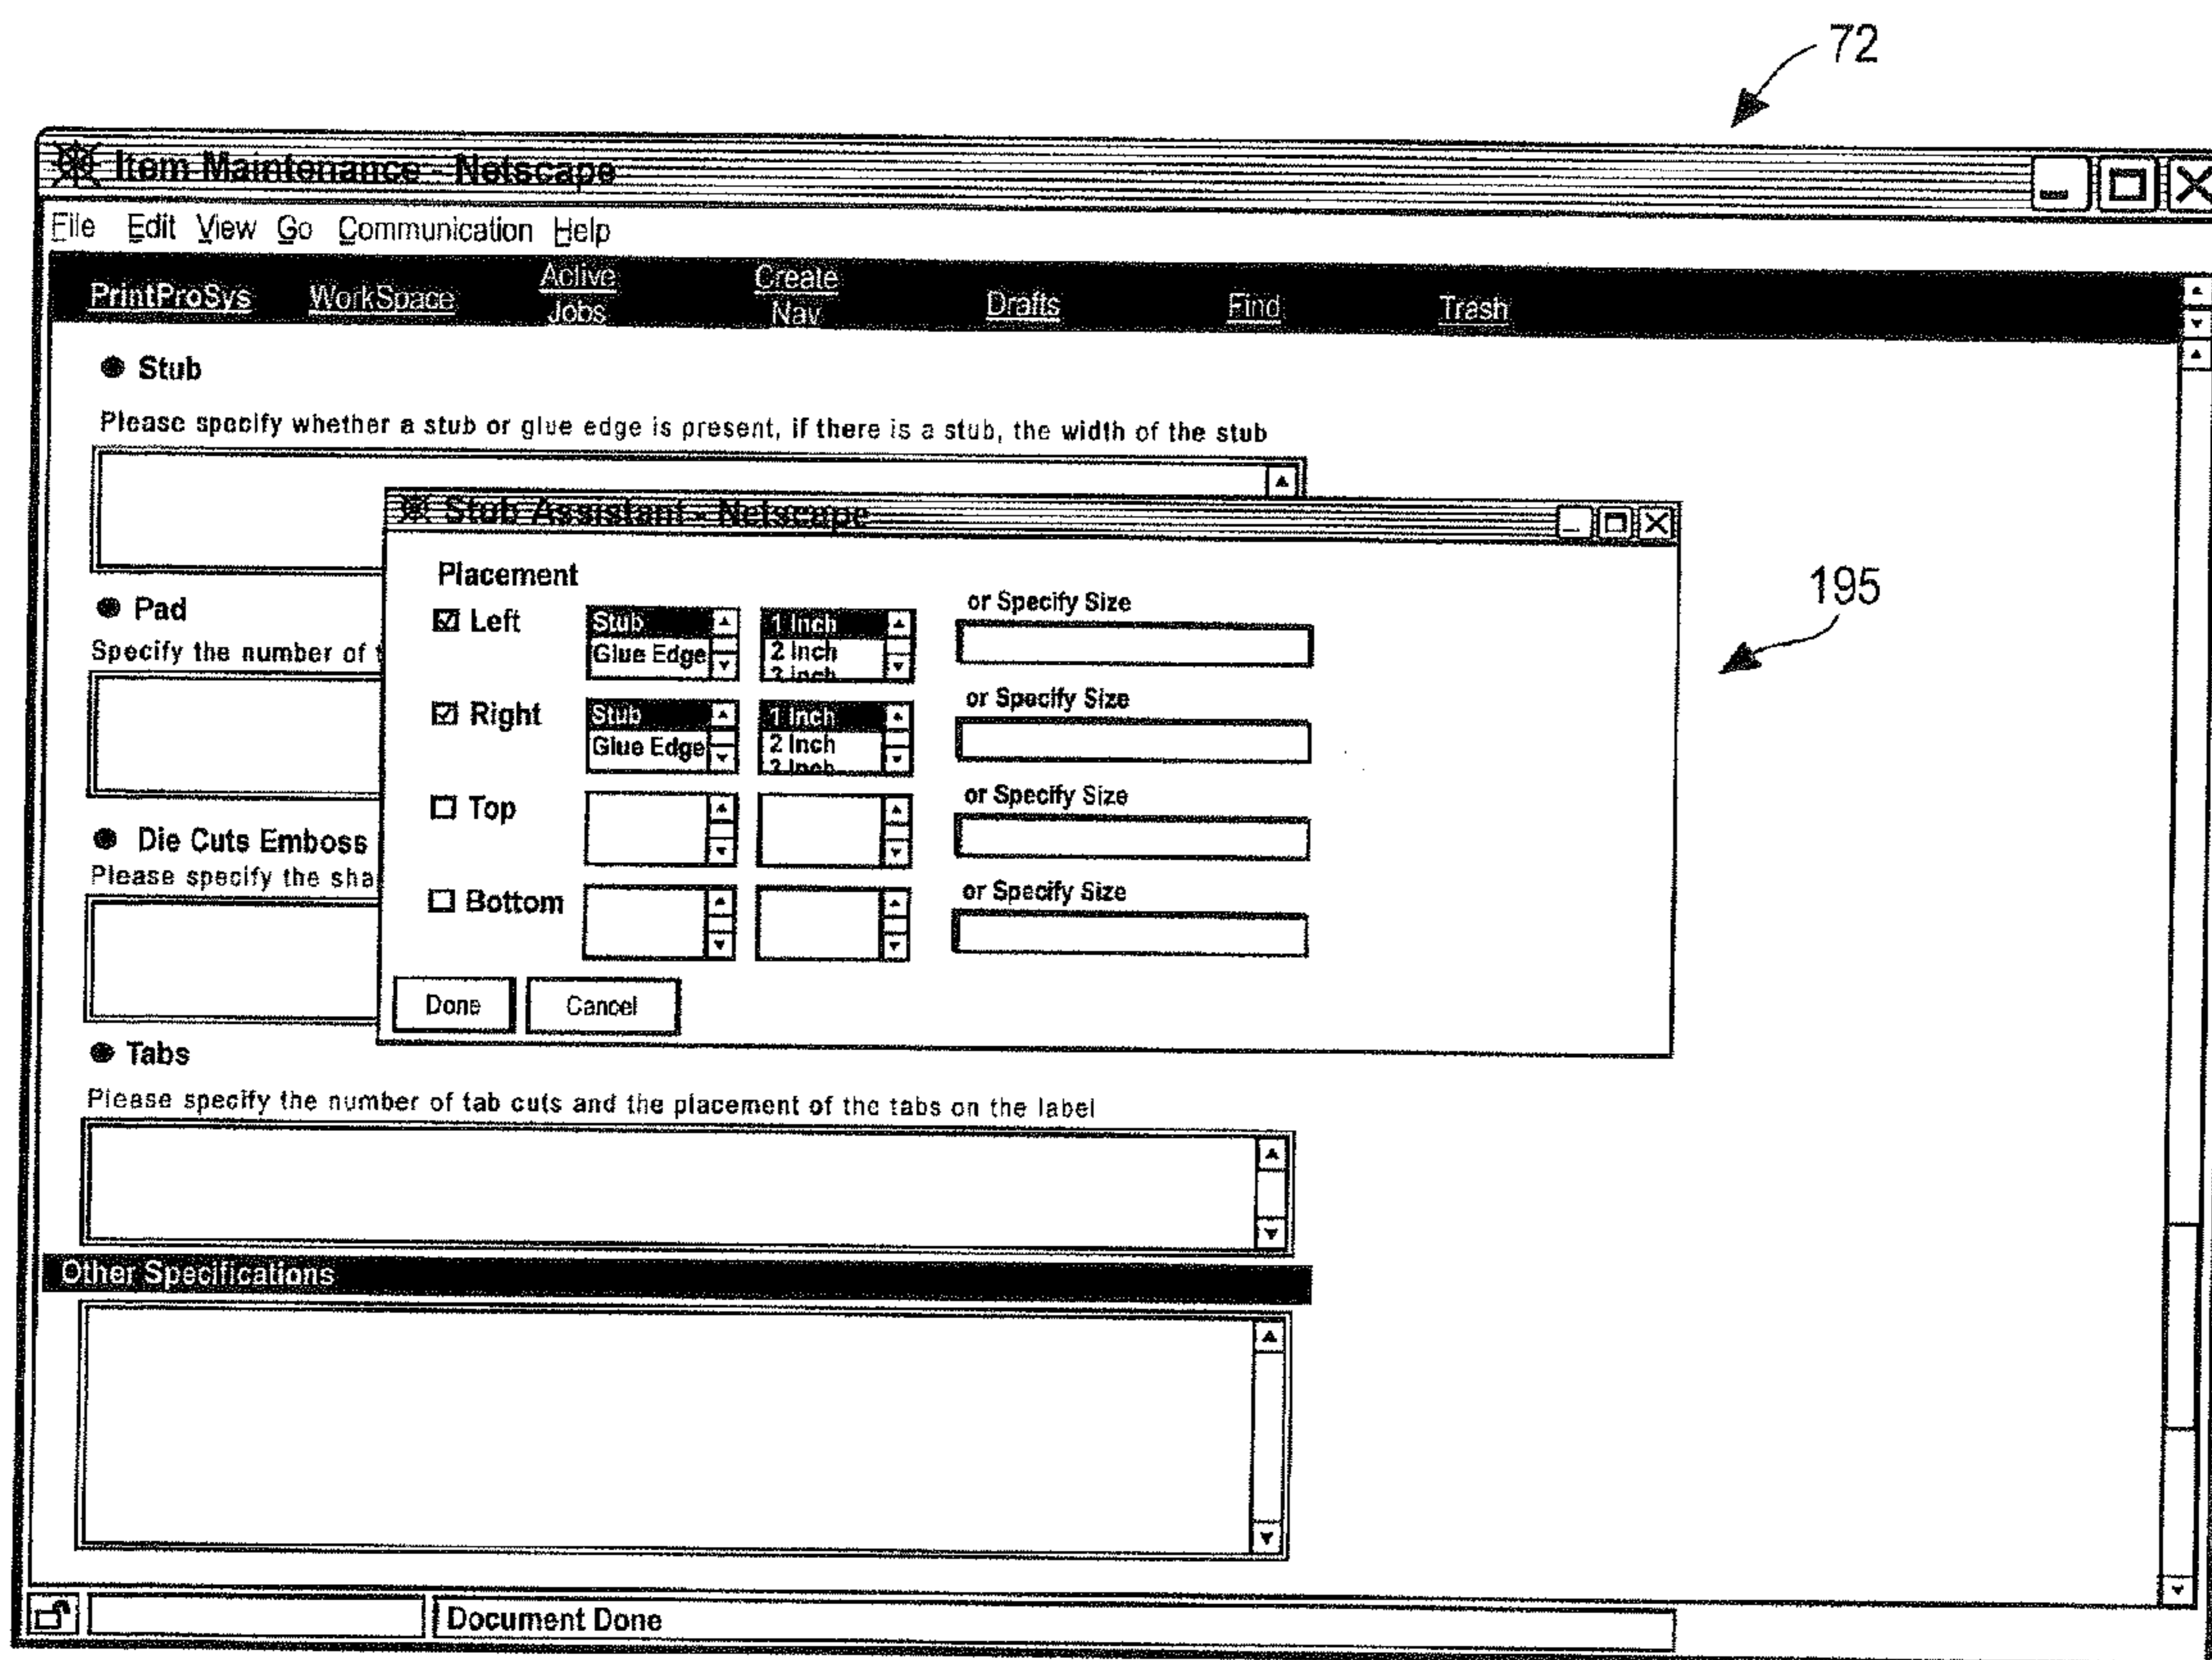 72
Item Maintenance - Netscape
File Edit View Go Communication Help
PrintProSys WorkSpace Active Jobs Create Nav Drafts Find Trash
Stub
Please specify whether a stub or glue edge is present, if there is a stub, the width of the stub
Stub Assistant - Netscape
195
Placement
Left Stub 1 Inch or Specify Size
Glue Edge 2 Inch
Right Stub 1 Inch or Specify Size
Glue Edge 2 Inch
Top or Specify Size
Bottom or Specify Size
Done Cancel
Pad
Specify the number of
Die Cuts Emboss
Please specify the sha
Tabs
Please specify the number of tab cuts and the placement of the tabs on the label
Other Specifications
Document Done